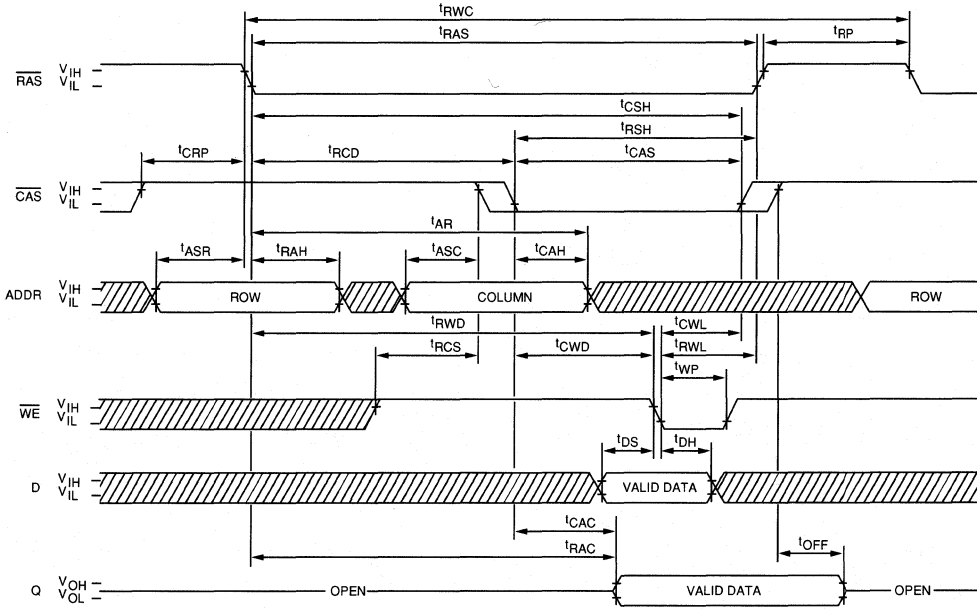 tRWC
tRAS
tRP
RAS VIH
VIL
tCSH
tRSH
tCRP tRCD tCAS
CAS VIH
VIL
tAR
tASR tRAH tASC tCAH
ADDR VIH
VIL
ROW COLUMN ROW
tRWD tCWL
tRCS tCWD tRWL
tWP
WE VIH
VIL
tDS tDH
D VIH
VIL
VALID DATA
tCAC
tRAC tOFF
Q VOH
VOL
OPEN VALID DATA OPEN